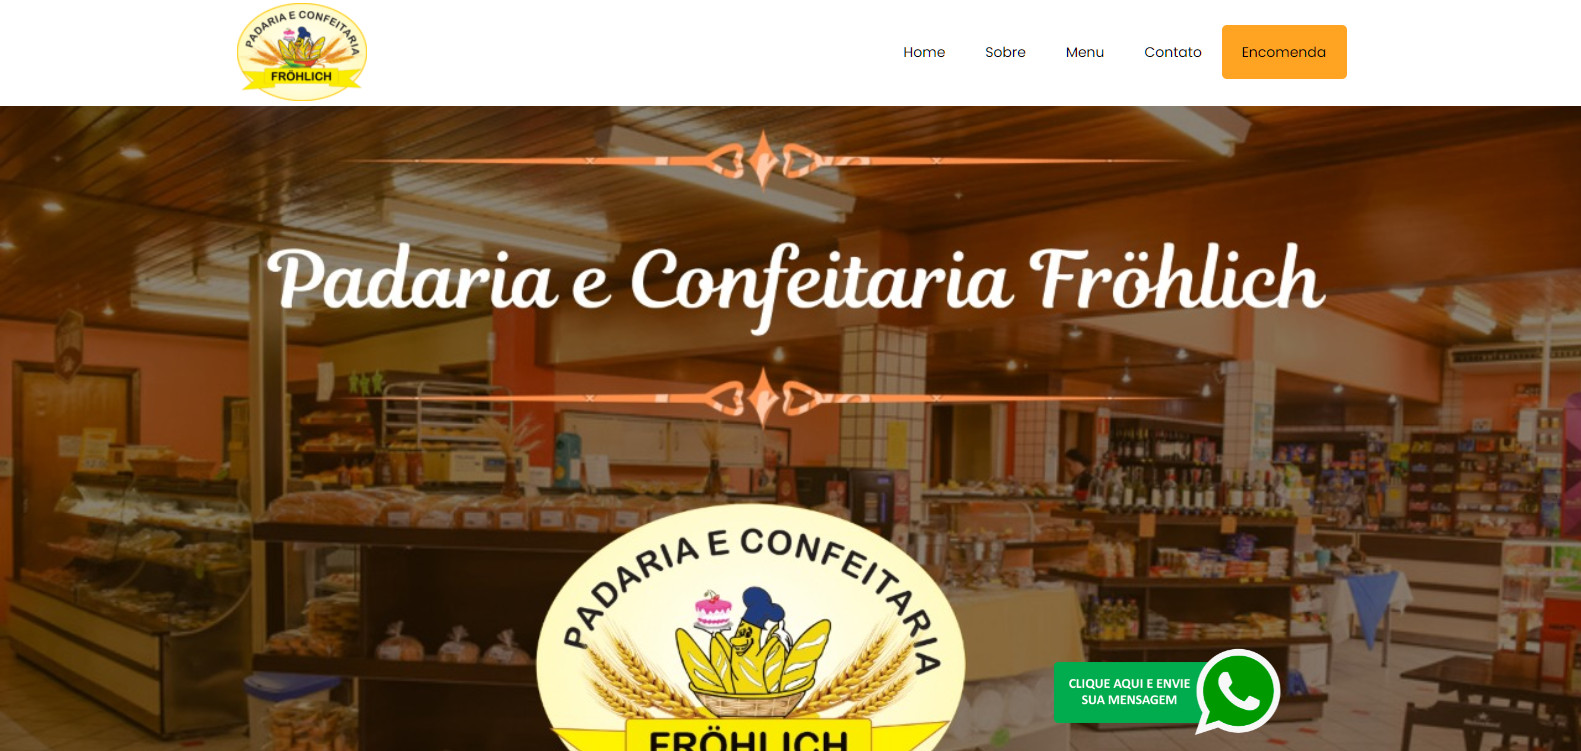 PADARIA E CONFEITARIA
FRÖHLICH
Home
Sobre
Menu
Contato
Encomenda
Padaria e Confeitaria Fröhlich
PADARIA E CONFEITARIA
FRÖHLICH
CLIQUE AQUI E ENVIE
SUA MENSAGEM